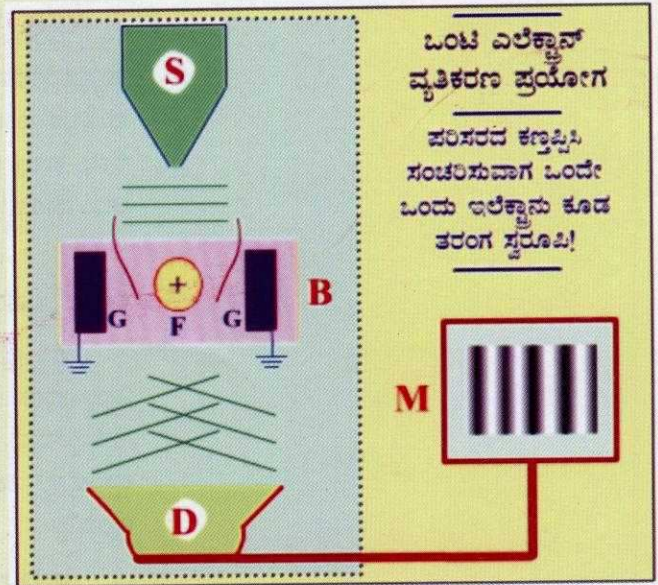 ಒಂಟಿ ಎಲೆಕ್ಟ್ರಾನ್
ವ್ಯತಿಕರಣ ಪ್ರಯೋಗ
ಪರಿಸರದ ಕಣ್ತಪ್ಪಿಸಿ
ಸಂಚರಿಸುವಾಗ ಒಂದೇ
ಒಂದು ಇಲೆಕ್ಟ್ರಾನು ಕೂಡ
ತರಂಗ ಸ್ವರೂಪಿ!
S
+
B
G F G
M
D